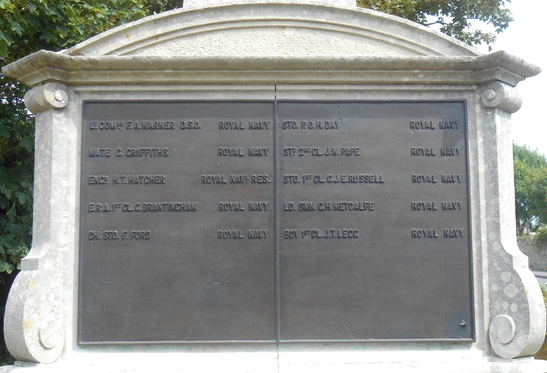 LT. COMDR. F. A. WARNER D.S.O. ROYAL NAVY
MATE C. GRIFFITHS ROYAL NAVY
ENGR. H. T. HATCHER ROYAL NAVL. RES.
E.R.A. 1ST CL. C. BRANTINGHAM ROYAL NAVY
CH. STO. F. FORD ROYAL NAVY
STO. P.O. H. DAY ROYAL NAVY
STO. 2ND CL. J. W. PAPE ROYAL NAVY
STO. 1ST CL. C. J. E. RUSSELL ROYAL NAVY
LD. SMN. C. H. METCALFE ROYAL NAVY
BOY 1ST CL. J. T. LEGG ROYAL NAVY